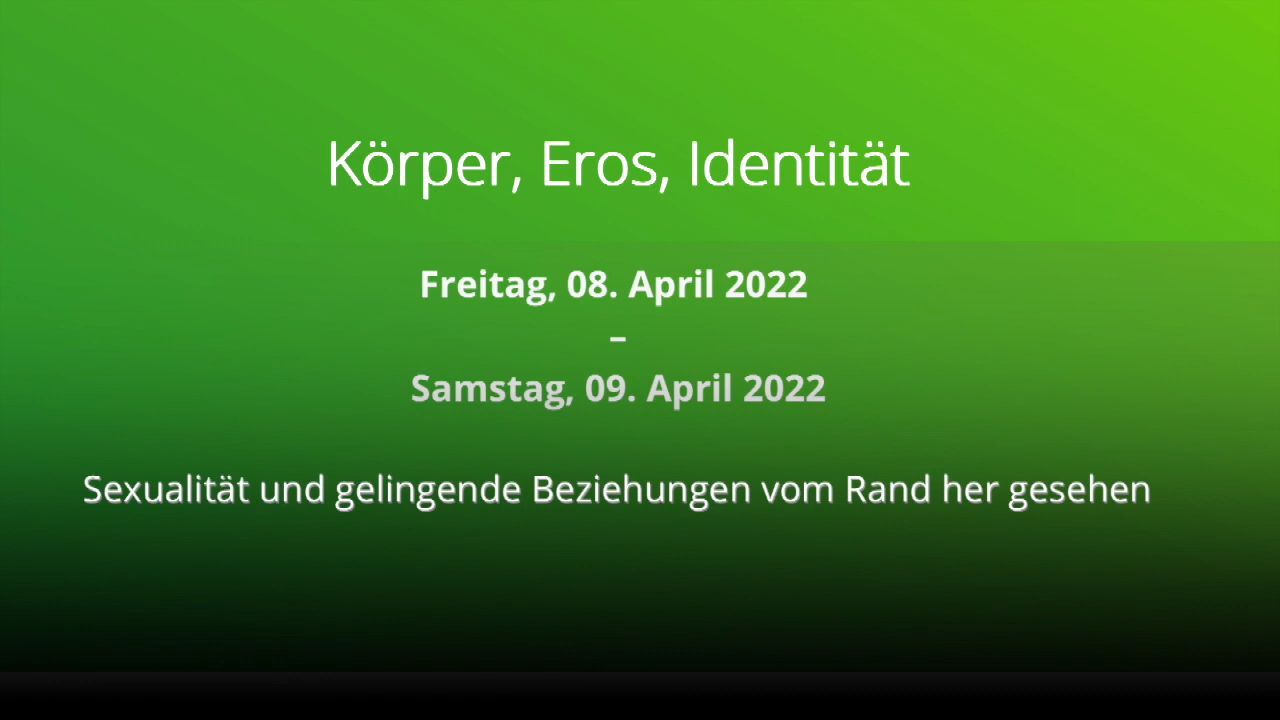 Körper, Eros, Identität
Freitag, 08. April 2022
–
Samstag, 09. April 2022
Sexualität und gelingende Beziehungen vom Rand her gesehen